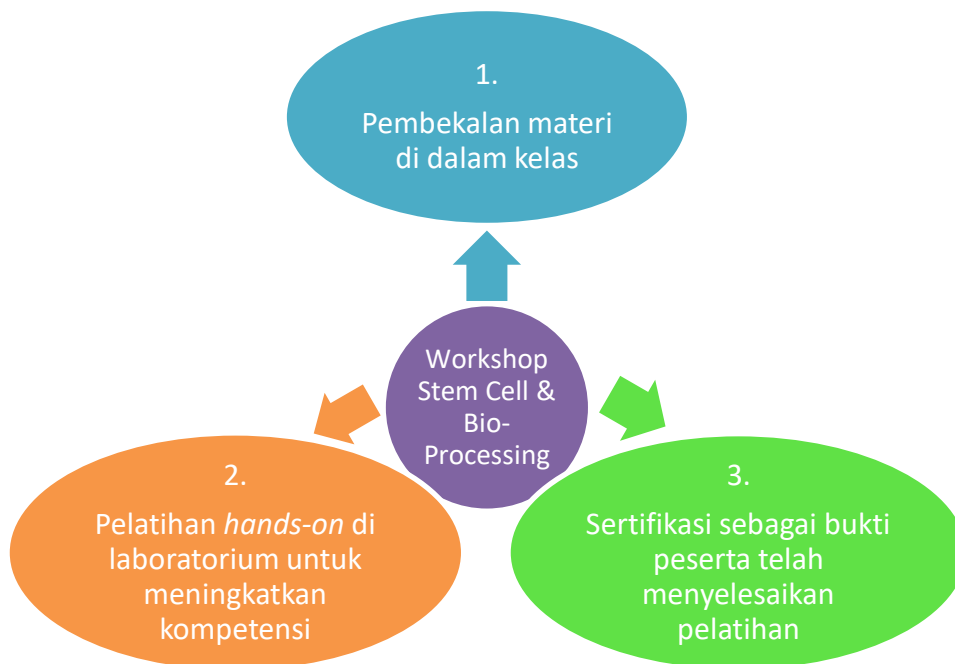 1.
Pembekalan materi
di dalam kelas
Workshop
Stem Cell &
Bio-
Processing
2.
Pelatihan hands-on di
laboratorium untuk
meningkatkan
kompetensi
3.
Sertifikasi sebagai bukti
peserta telah
menyelesaikan
pelatihan